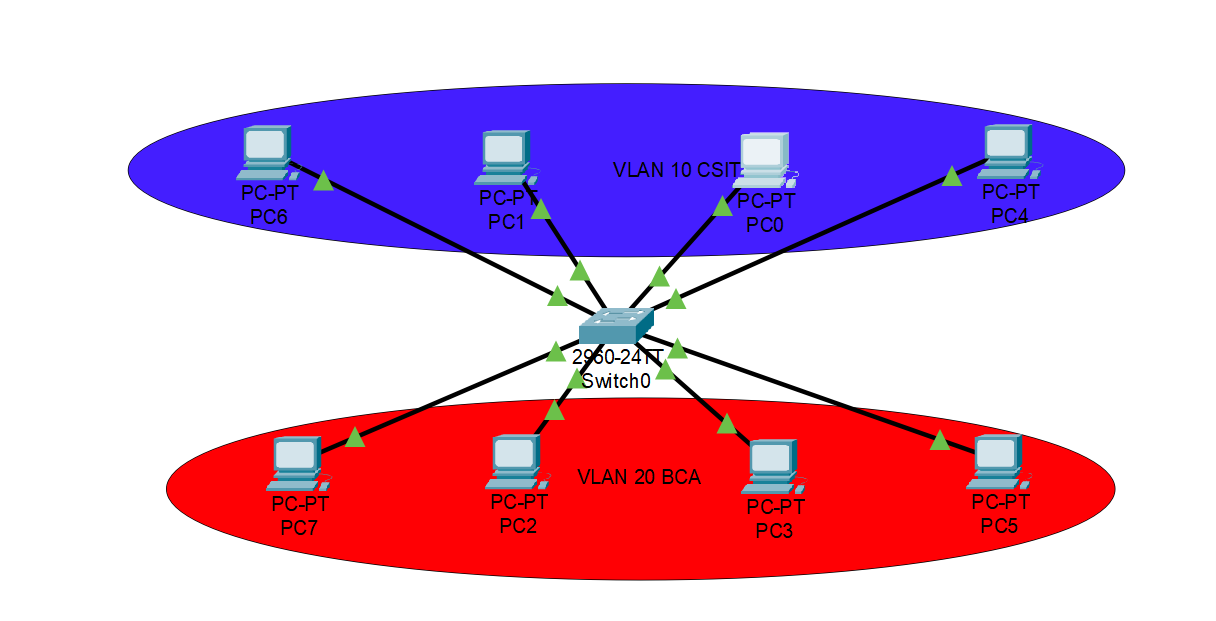 PC-PT
PC6
PC-PT
PC1
VLAN 10 CSIT
PC-PT
PC0
PC-PT
PC4
2960-24TT
Switch0
PC-PT
PC7
PC-PT
PC2
VLAN 20 BCA
PC-PT
PC3
PC-PT
PC5